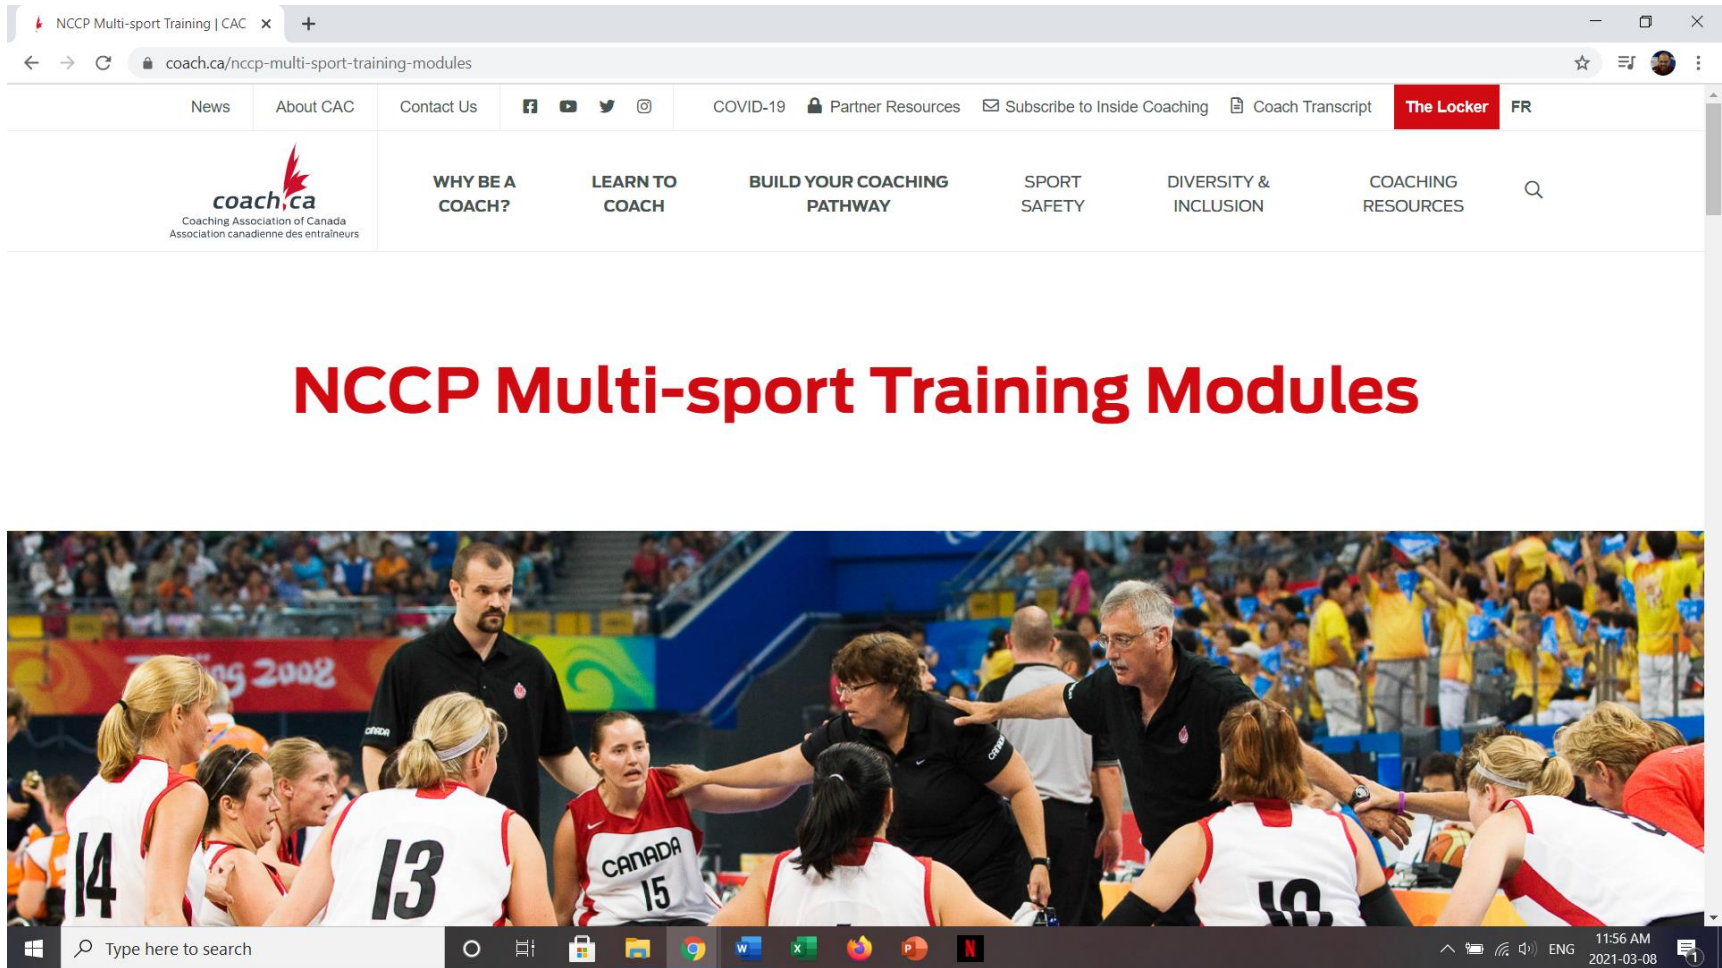 NCCP Multi-sport Training | CAC
coach.ca/nccp-multi-sport-training-modules
News About CAC Contact Us COVID-19 Partner Resources Subscribe to Inside Coaching Coach Transcript The Locker FR
coach.ca
Coaching Association of Canada
Association canadienne des entraîneurs
WHY BE A COACH?
LEARN TO COACH
BUILD YOUR COACHING PATHWAY
SPORT SAFETY
DIVERSITY & INCLUSION
COACHING RESOURCES
NCCP Multi-sport Training Modules
2008
CANADA
CANADA
14
13
CANADA
15
10
Type here to search
ENG
11:56 AM
2021-03-08
1